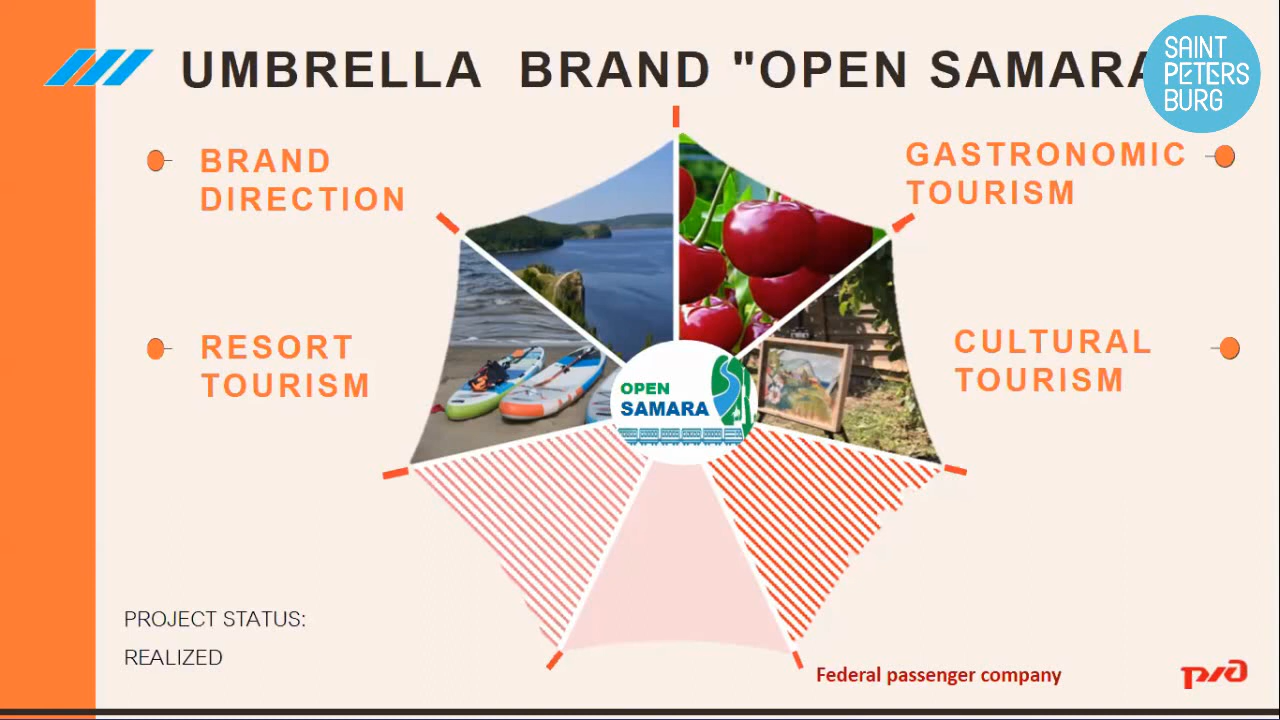 UMBRELLA BRAND "OPEN SAMARA
SAINT
PETERS
BURG
BRAND
DIRECTION
GASTRONOMIC
TOURISM
RESORT
TOURISM
CULTURAL
TOURISM
OPEN
SAMARA
PROJECT STATUS:
REALIZED
Federal passenger company
ржд